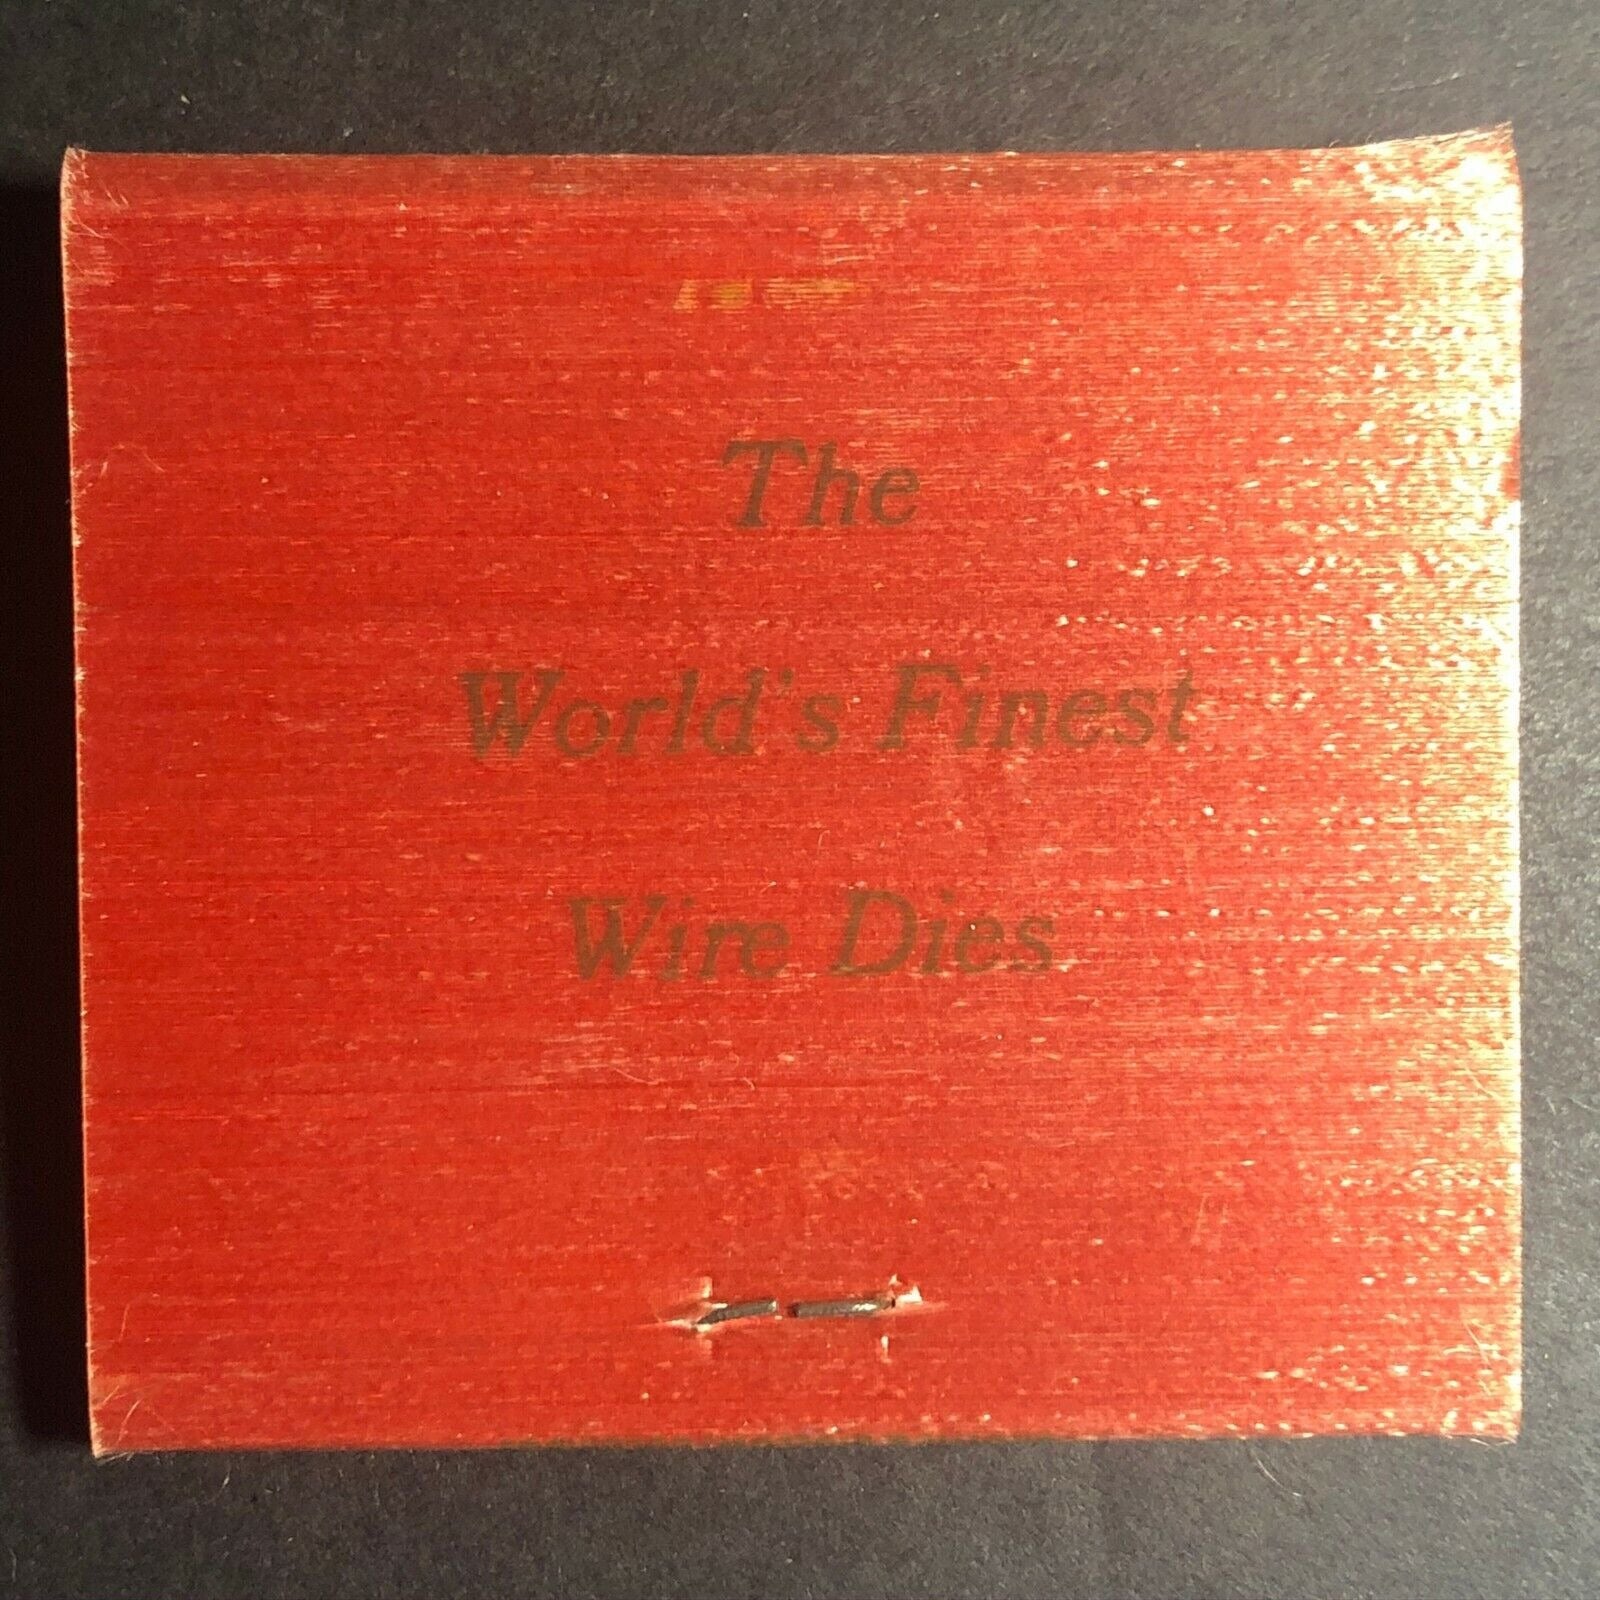 The
World's Finest
Wire Dies